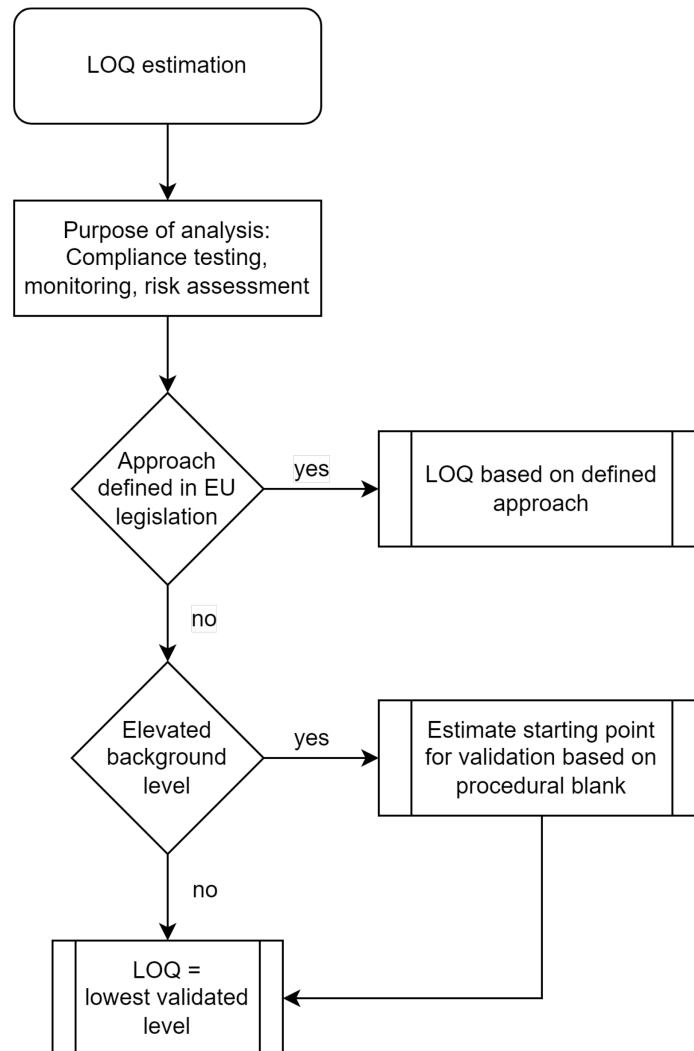 LOQ estimation
Purpose of analysis:
Compliance testing,
monitoring, risk assessment
Approach
defined in EU
legislation
yes
LOQ based on defined
approach
no
Elevated
background
level
yes
Estimate starting point
for validation based on
procedural blank
no
LOQ =
lowest validated
level